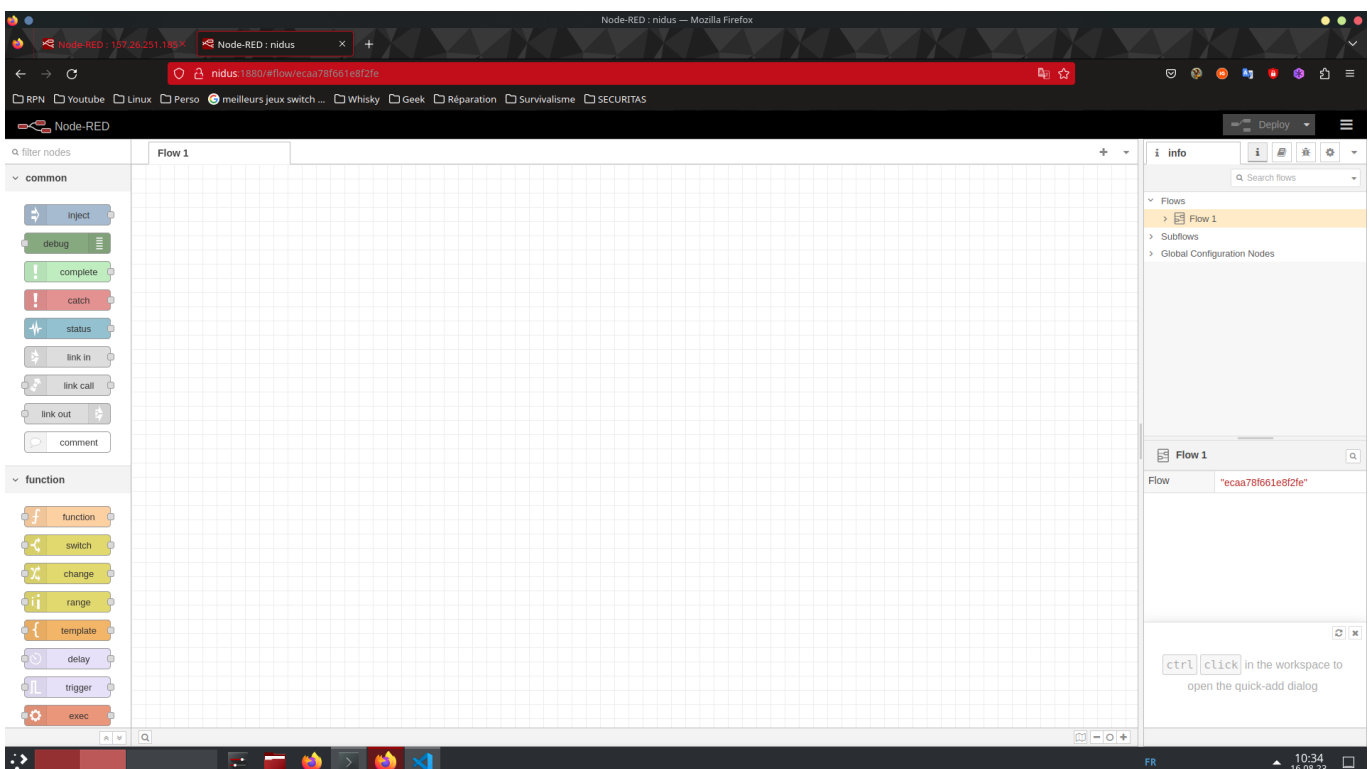 Node-RED : nidus — Mozilla Firefox
Node-RED : 157.26.251.185
Node-RED : nidus
nidus:1880/#flow/ecaa78f661e8f2fe
RPN Youtube Linux Perso meilleurs jeux switch ... Whisky Geek Réparation Survivalisme SECURITAS
Node-RED
Deploy
filter nodes
Flow 1
common
inject
debug
complete
catch
status
link in
link call
link out
comment
function
function
switch
change
range
template
delay
trigger
exec
i info
Search flows
Flows
Flow 1
Subflows
Global Configuration Nodes
Flow 1
Flow "ecaa78f661e8f2fe"
ctrl click in the workspace to
open the quick-add dialog
FR
10:34
16.08.23